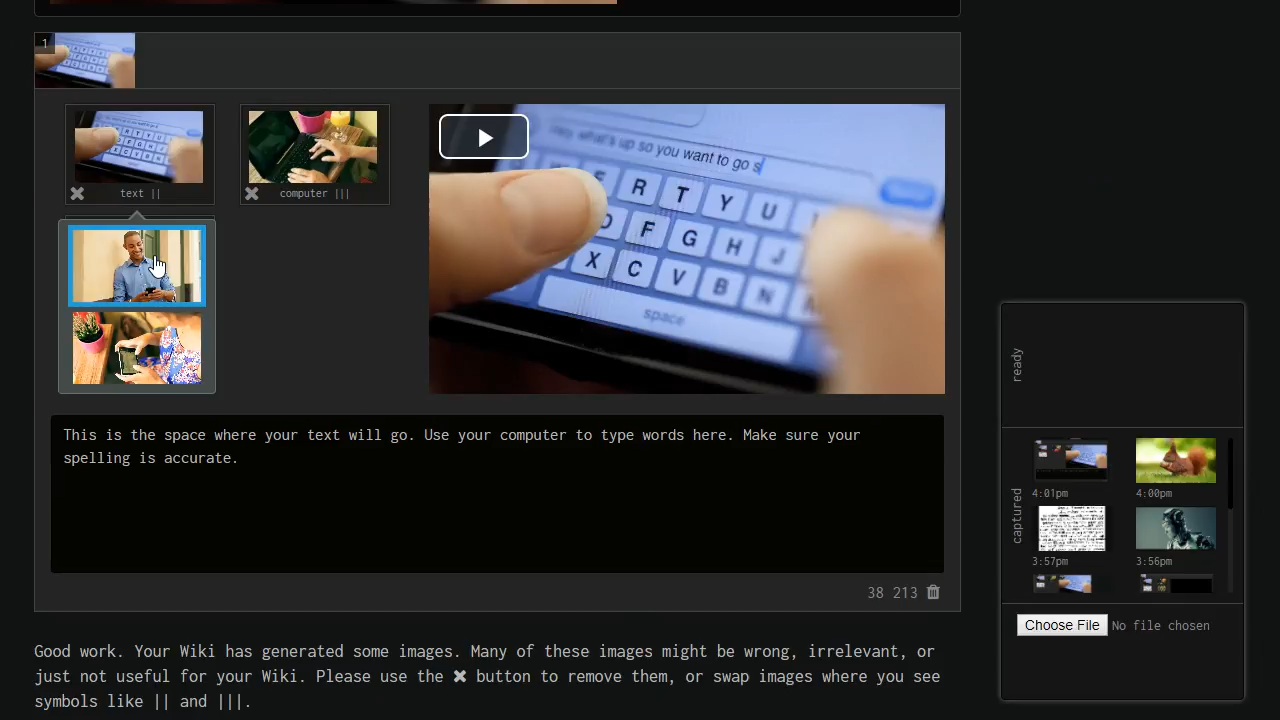 1
text ||
computer |||
Hey, what's up so you want to go s
E R T Y U
D F G H J
X C V B N
space
This is the space where your text will go. Use your computer to type words here. Make sure your
spelling is accurate.
38 213
ready
captured
4:01pm 4:00pm
3:57pm 3:56pm
Choose File No file chosen
Good work. Your Wiki has generated some images. Many of these images might be wrong, irrelevant, or
just not useful for your Wiki. Please use the ✖ button to remove them, or swap images where you see
symbols like || and |||.